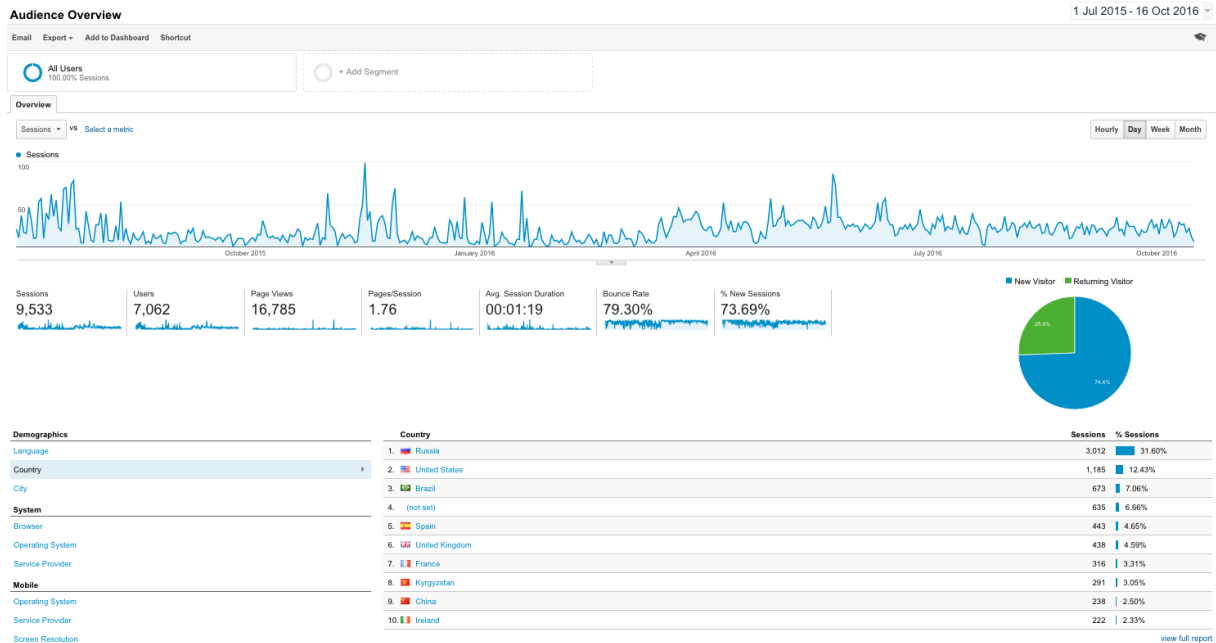 Audience Overview
1 Jul 2015 - 16 Oct 2016
Email Export Add to Dashboard Shortcut
All Users
100.00% Sessions
+ Add Segment
Overview
Sessions vs Select a metric
Hourly Day Week Month
Sessions
100
50
October 2015 January 2016 April 2016 July 2016 October 2016
New Visitor Returning Visitor
Sessions Users Page Views Pages/Session Avg. Session Duration Bounce Rate % New Sessions
9,533 7,062 16,785 1.76 00:01:19 79.30% 73.69%
25.6%
74.4%
Demographics
Language
Country
City
System
Browser
Operating System
Service Provider
Mobile
Operating System
Service Provider
Screen Resolution
Country Sessions % Sessions
1. Russia 3,012 31.60%
2. United States 1,185 12.43%
3. Brazil 673 7.06%
4. (not set) 635 6.66%
5. Spain 443 4.65%
6. United Kingdom 438 4.59%
7. France 316 3.31%
8. Kyrgyzstan 291 3.05%
9. China 238 2.50%
10. Ireland 222 2.33%
view full report